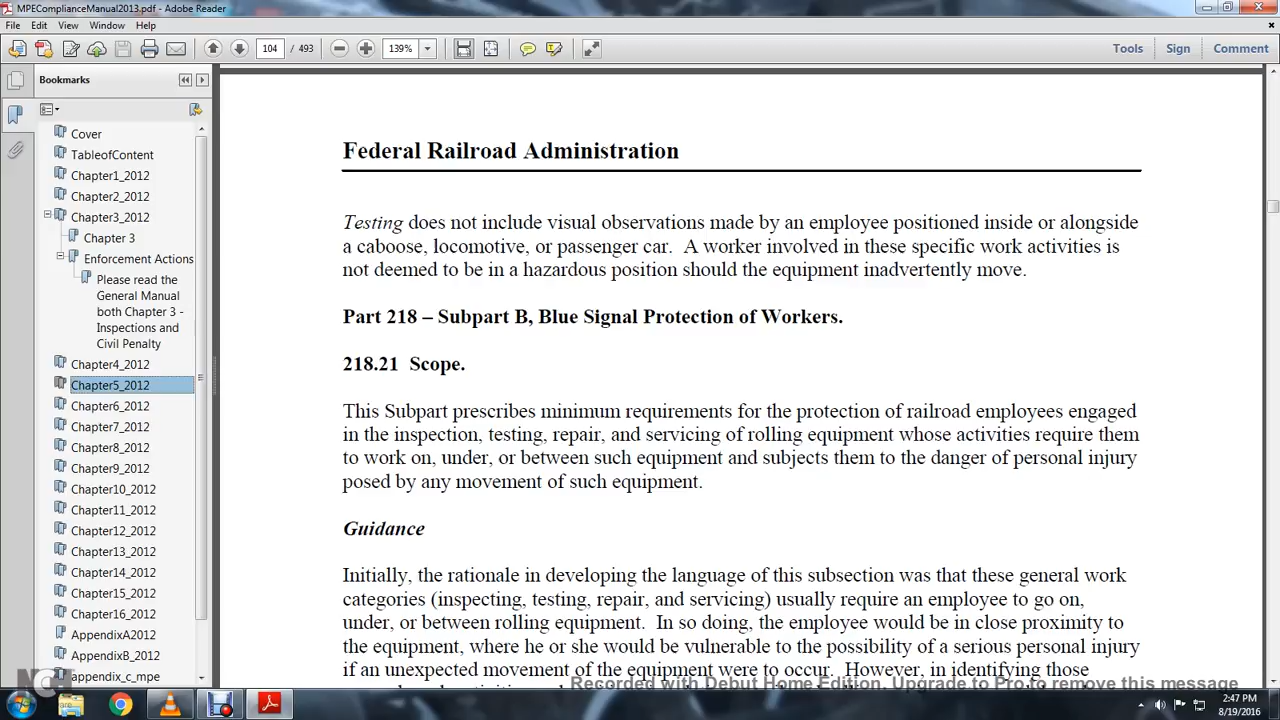 MPEComplianceManual2013.pdf - Adobe Reader
File Edit View Window Help
104 / 493 139% Tools Sign Comment
Bookmarks
Cover
TableofContent
Chapter1_2012
Chapter2_2012
Chapter3_2012
Chapter 3
Enforcement Actions
Please read the
General Manual
both Chapter 3 -
Inspections and
Civil Penalty
Chapter4_2012
Chapter5_2012
Chapter6_2012
Chapter7_2012
Chapter8_2012
Chapter9_2012
Chapter10_2012
Chapter11_2012
Chapter12_2012
Chapter13_2012
Chapter14_2012
Chapter15_2012
Chapter16_2012
AppendixA2012
AppendixB_2012
appendix_c_mpe
Federal Railroad Administration
Testing does not include visual observations made by an employee positioned inside or alongside
a caboose, locomotive, or passenger car. A worker involved in these specific work activities is
not deemed to be in a hazardous position should the equipment inadvertently move.
Part 218 – Subpart B, Blue Signal Protection of Workers.
218.21 Scope.
This Subpart prescribes minimum requirements for the protection of railroad employees engaged
in the inspection, testing, repair, and servicing of rolling equipment whose activities require them
to work on, under, or between such equipment and subjects them to the danger of personal injury
posed by any movement of such equipment.
Guidance
Initially, the rationale in developing the language of this subsection was that these general work
categories (inspecting, testing, repair, and servicing) usually require an employee to go on,
under, or between rolling equipment. In so doing, the employee would be in close proximity to
the equipment, where he or she would be vulnerable to the possibility of a serious personal injury
if an unexpected movement of the equipment were to occur. However, in identifying those
Recorded with Debut Home Edition. Upgrade to Pro to remove this message
2:47 PM
8/19/2016